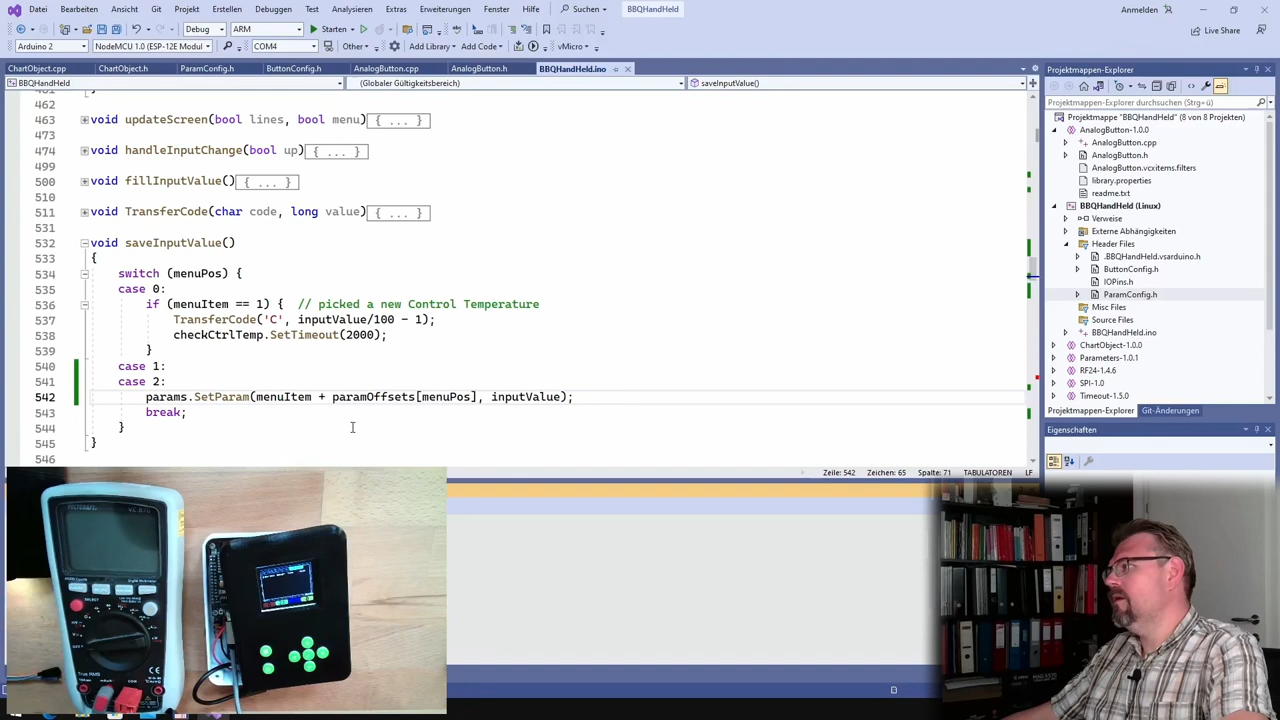 Datei Bearbeiten Ansicht Git Projekt Erstellen Debuggen Test Analysieren Extras Erweiterungen Fenster Hilfe Suchen BBQHandHeld Anmelden
Debug ARM Starten Live Share
Arduino 2 NodeMCU 1.0 (ESP-12E Modul COM4 Other Add Library Add Code vMicro
ChartObject.cpp ChartObject.h ParamConfig.h ButtonConfig.h AnalogButton.cpp AnalogButton.h BBQHandHeld.ino
BBQHandHeld (Globaler Gültigkeitsbereich) saveInputValue()
461 }
462
463 void updateScreen(bool lines, bool menu){ ... }
473
474 void handleInputChange(bool up){ ... }
499
500 void fillInputValue(){ ... }
510
511 void TransferCode(char code, long value){ ... }
531
532 void saveInputValue()
533 {
534 switch (menuPos) {
535 case 0:
536 if (menuItem == 1) { // picked a new Control Temperature
537 TransferCode('C', inputValue/100 - 1);
538 checkCtrlTemp.SetTimeout(2000);
539 }
540 case 1:
541 case 2:
542 params.SetParam(menuItem + paramOffsets[menuPos], inputValue);
543 break;
544 }
545 }
546
Zeile: 542 Zeichen: 65 Spalte: 71 TABULATOREN LF
Projektmappen-Explorer
Projektmappen-Explorer durchsuchen (Strg+ü)
Projektmappe "BBQHandHeld" (8 von 8 Projekten)
AnalogButton-1.0.0
AnalogButton.cpp
AnalogButton.h
AnalogButton.vcxitems.filters
library.properties
readme.txt
BBQHandHeld (Linux)
Verweise
Externe Abhängigkeiten
Header Files
.BBQHandHeld.vsarduino.h
ButtonConfig.h
IOPins.h
ParamConfig.h
Misc Files
Source Files
BBQHandHeld.ino
ChartObject-1.0.0
Parameters-1.0.1
RF24-1.4.6
SPI-1.0
Timeout-1.5.0
Projektmappen-Explorer Git-Änderungen
Eigenschaften
VOLTCRAFT VC 870
SELECT
True RMS